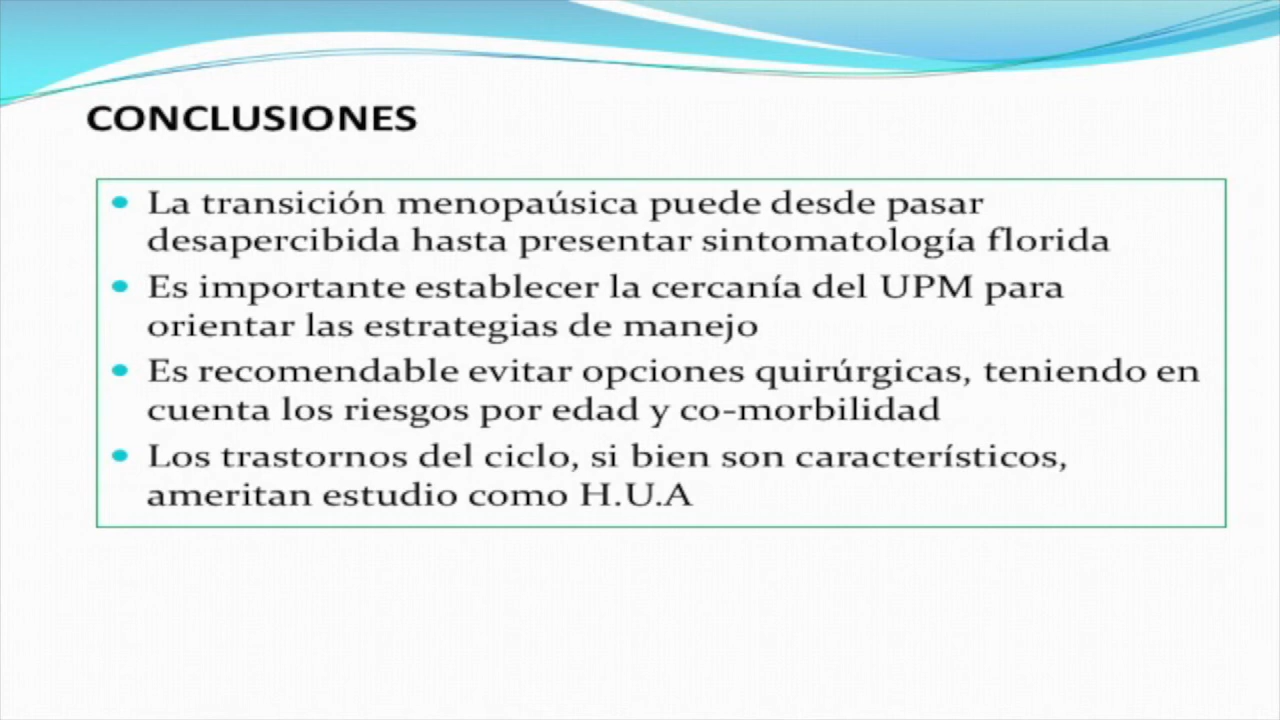 CONCLUSIONES
• La transición menopaúsica puede desde pasar
desapercibida hasta presentar sintomatología florida
• Es importante establecer la cercanía del UPM para
orientar las estrategias de manejo
• Es recomendable evitar opciones quirúrgicas, teniendo en
cuenta los riesgos por edad y co-morbilidad
• Los trastornos del ciclo, si bien son característicos,
ameritan estudio como H.U.A